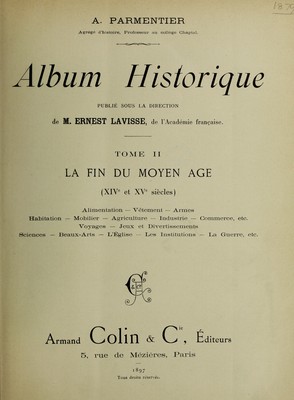 A. PARMENTIER
Agrégé d'histoire, Professeur au collège Chaptal.
Album Historique
PUBLIÉ SOUS LA DIRECTION
de M. ERNEST LAVISSE, de l'Académie française.
TOME II
LA FIN DU MOYEN AGE
(XIVe et XVe siècles)
Alimentation — Vêtement — Armes
Habitation — Mobilier — Agriculture — Industrie — Commerce, etc.
Voyages — Jeux et Divertissements
Sciences — Beaux-Arts — L'Église — Les Institutions — La Guerre, etc.
Armand Colin & Cie, Éditeurs
5, rue de Mézières, Paris
1897
Tous droits réservés.